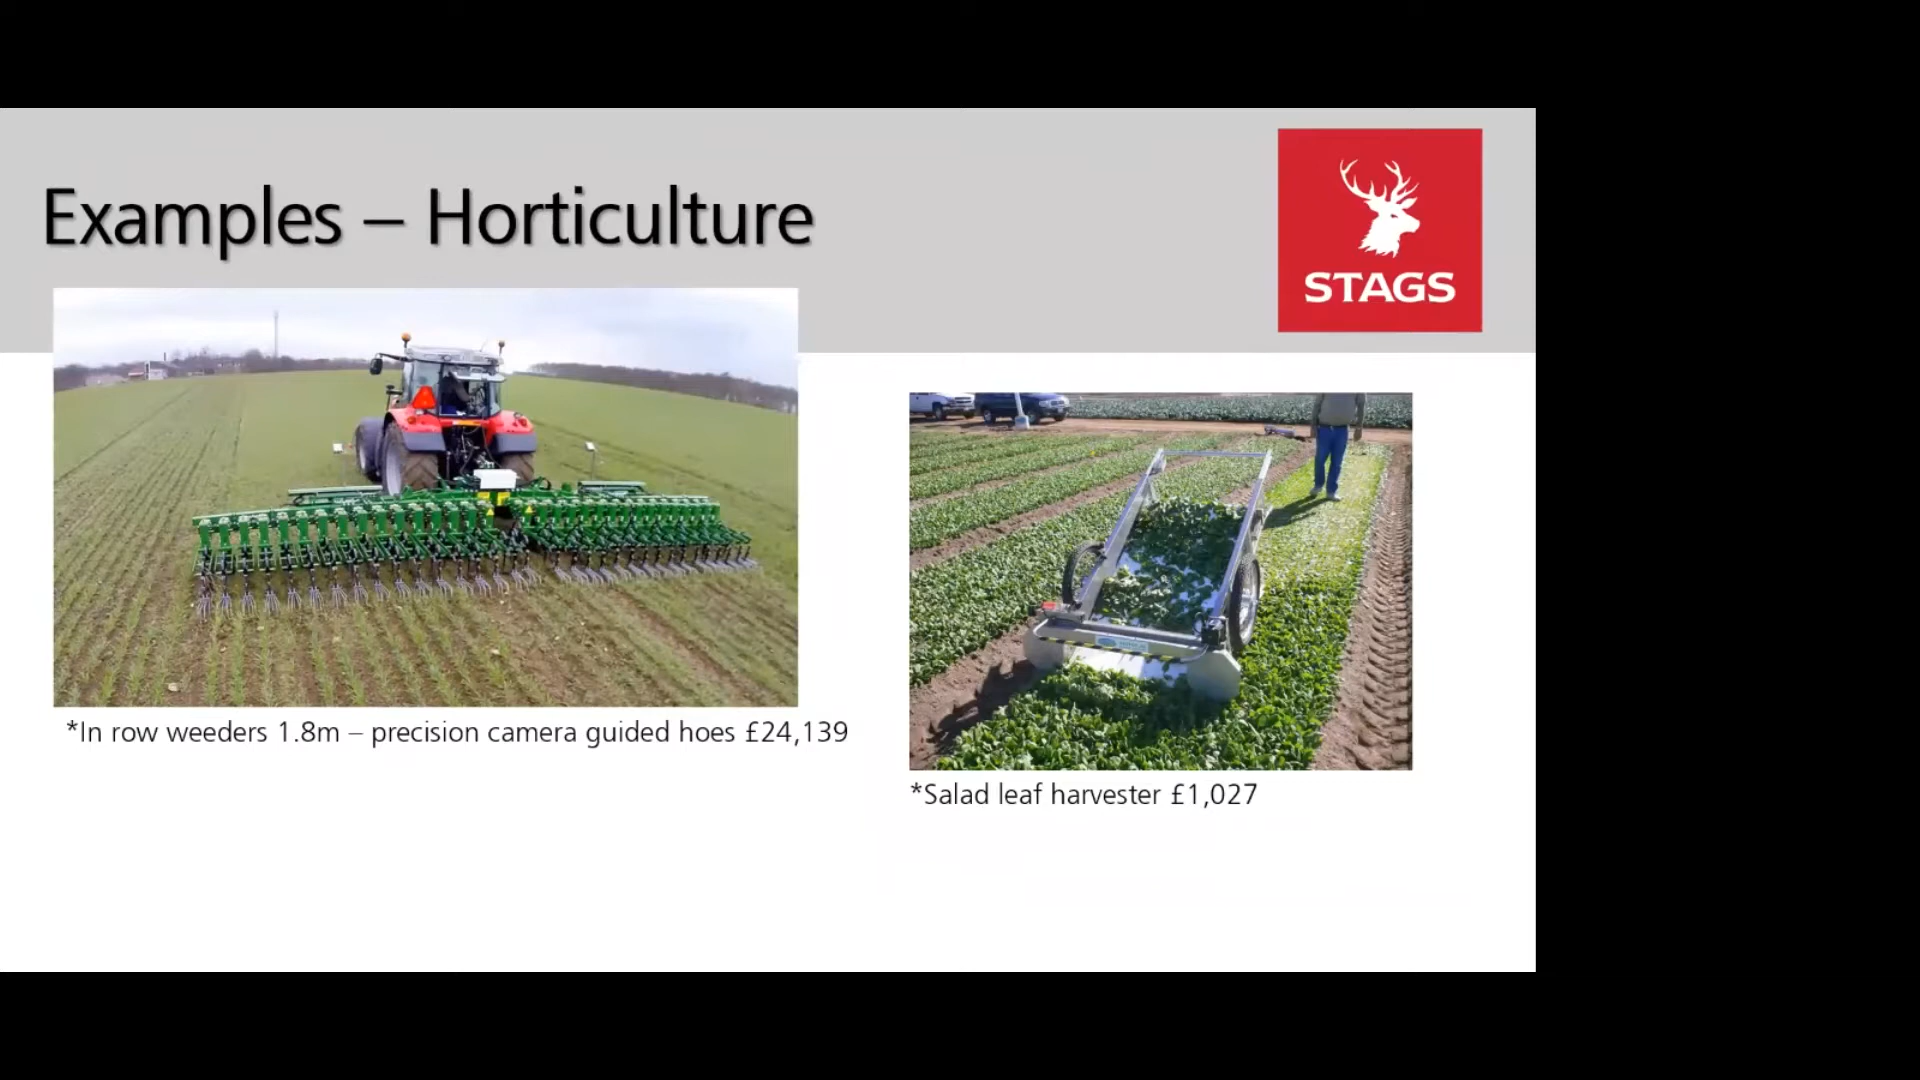 Examples – Horticulture
STAGS
*In row weeders 1.8m – precision camera guided hoes £24,139
*Salad leaf harvester £1,027